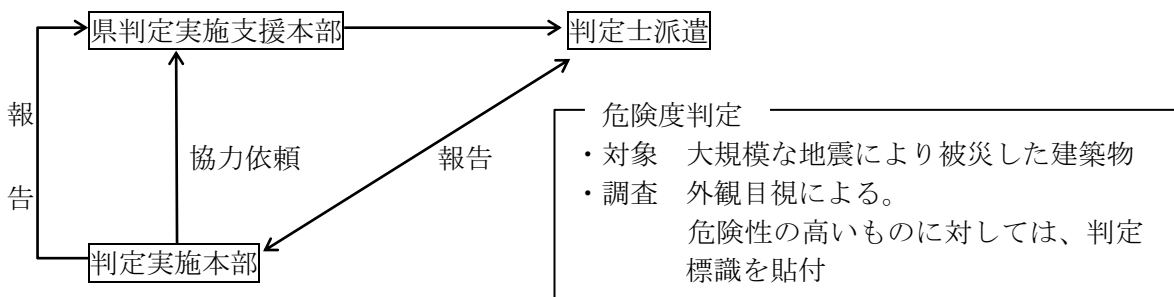 県判定実施支援本部
判定士派遣
報告
協力依頼
報告
判定実施本部
危険度判定
・対象 大規模な地震により被災した建築物
・調査 外観目視による。
危険性の高いものに対しては、判定
標識を貼付